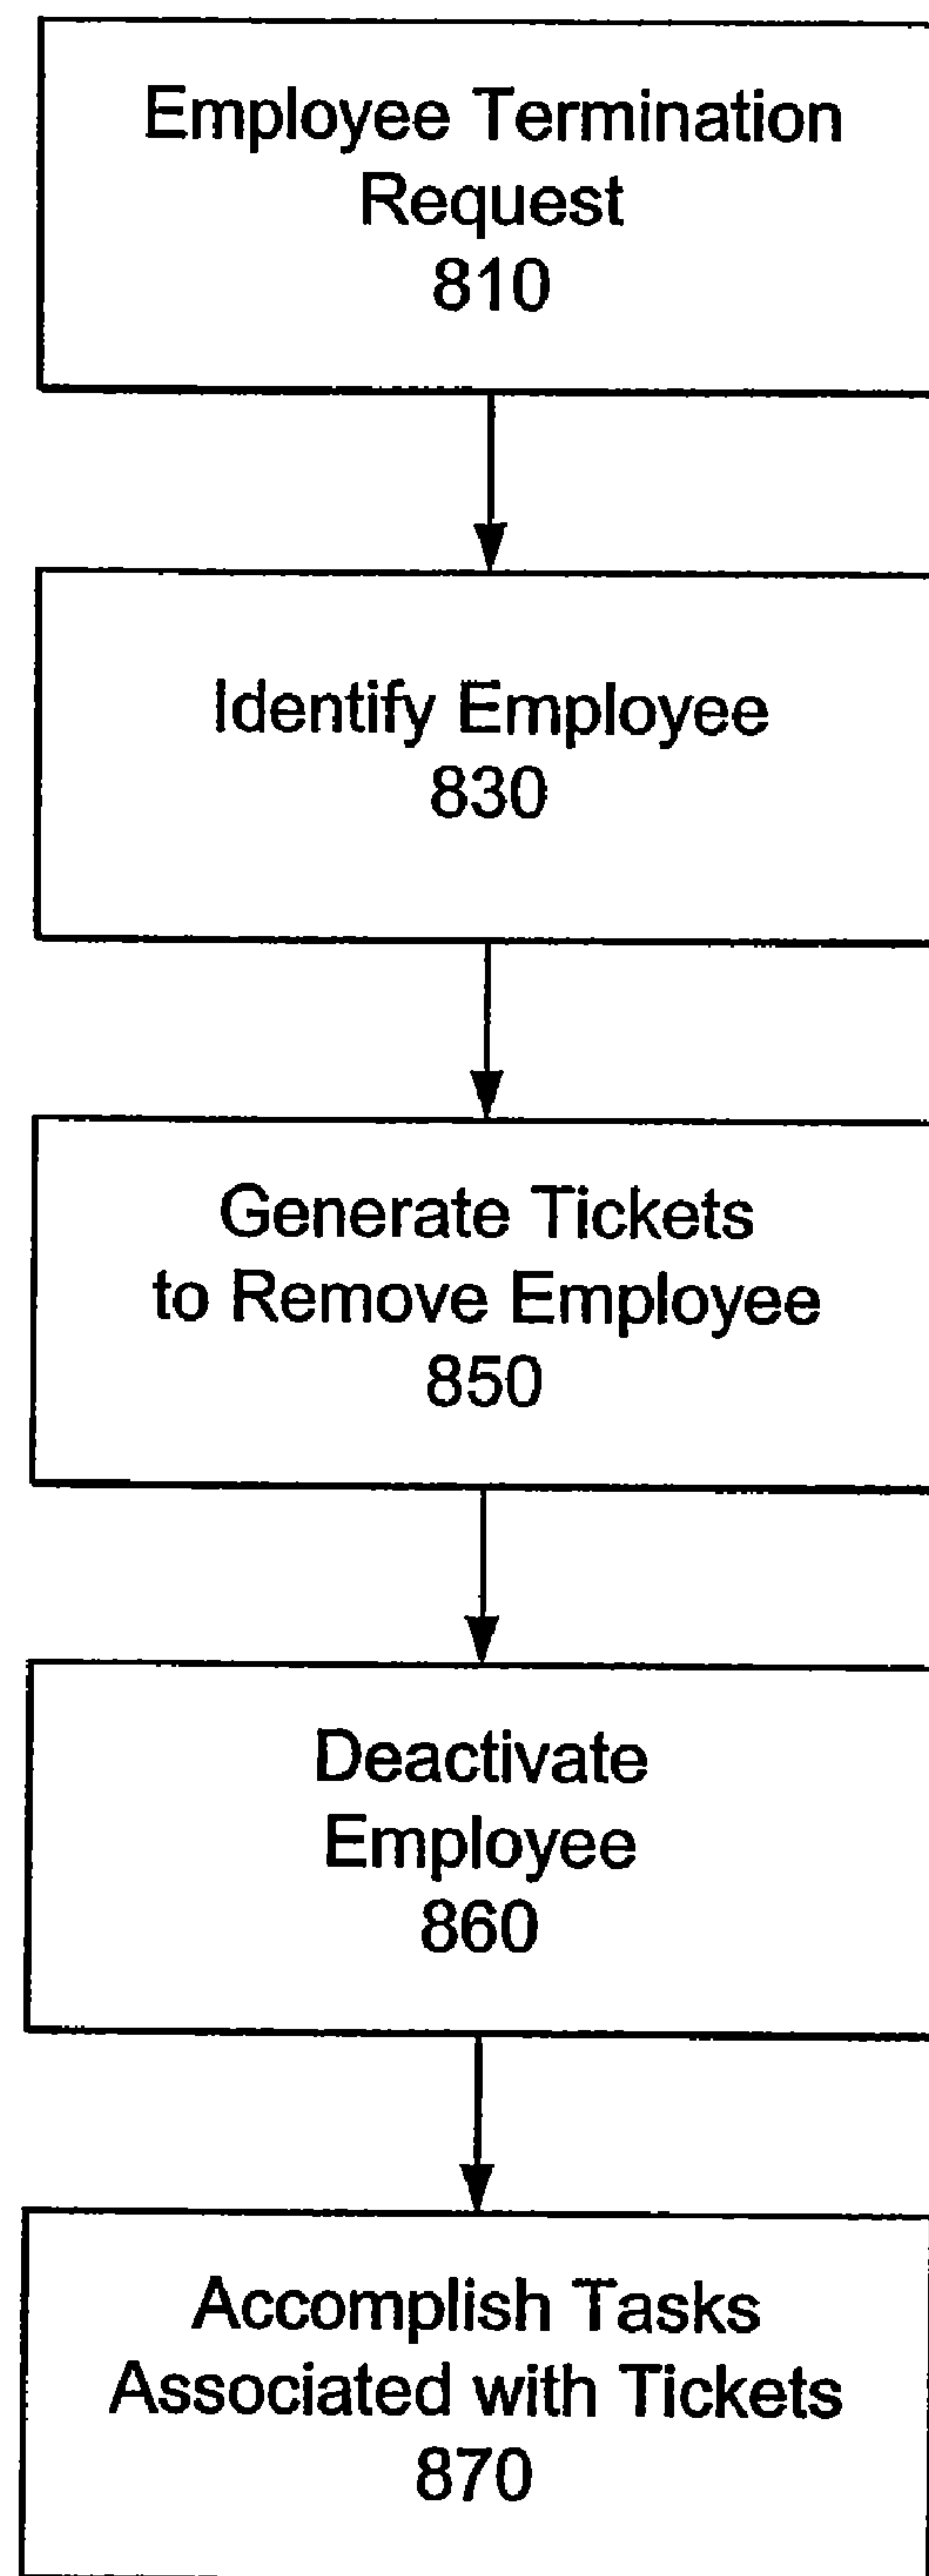 Employee Termination
Request
810
Identify Employee
830
Generate Tickets
to Remove Employee
850
Deactivate
Employee
860
Accomplish Tasks
Associated with Tickets
870